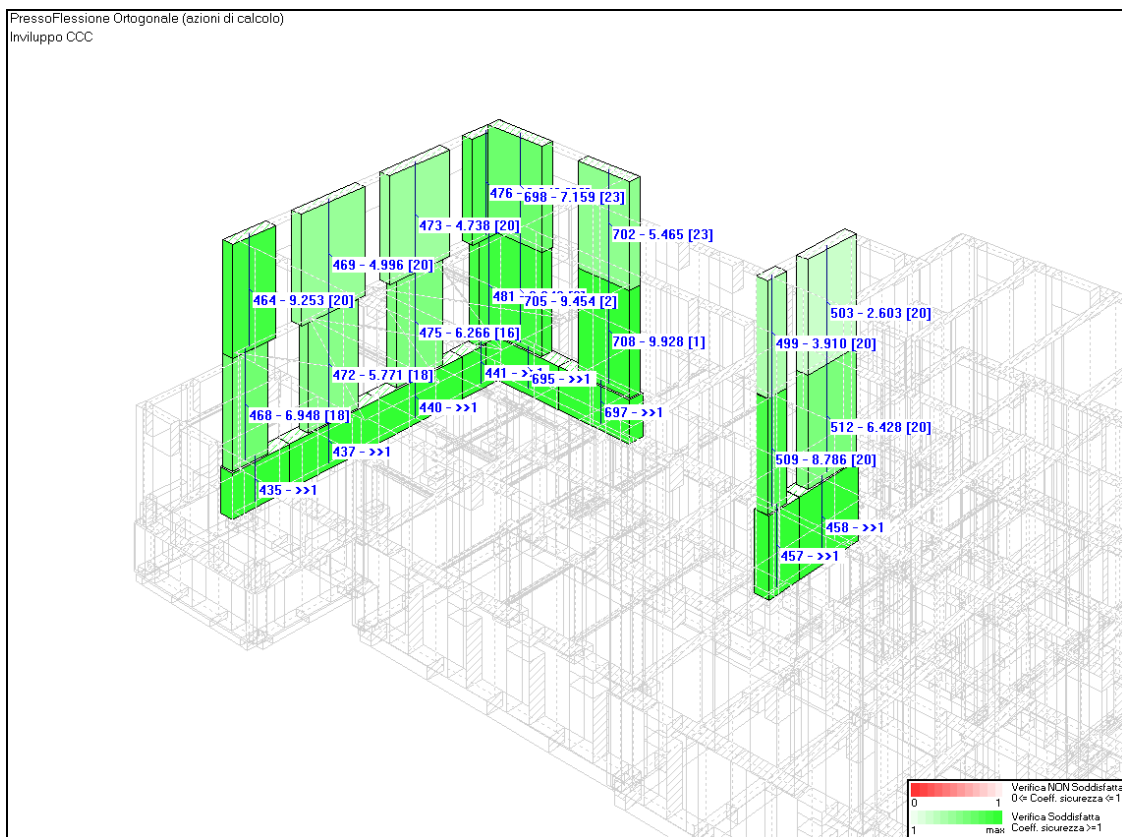 PressoFlessione Ortogonale (azioni di calcolo)
Inviluppo CCC
476 -
698 - 7.159 [23]
473 - 4.738 [20]
702 - 5.465 [23]
469 - 4.996 [20]
464 - 9.253 [20]
481
705 - 9.454 [2]
503 - 2.603 [20]
475 - 6.266 [16]
708 - 9.928 [1]
499 - 3.910 [20]
472 - 5.771 [18]
441 - >>1
695 - >>1
440 - >>1
697 - >>1
468 - 6.948 [18]
512 - 6.428 [20]
437 - >>1
509 - 8.786 [20]
435 - >>1
458 - >>1
457 - >>1
Verifica NON Soddisfatta
0 <= Coeff. sicurezza <= 1
0 1
Verifica Soddisfatta
Coeff. sicurezza >=1
1 max